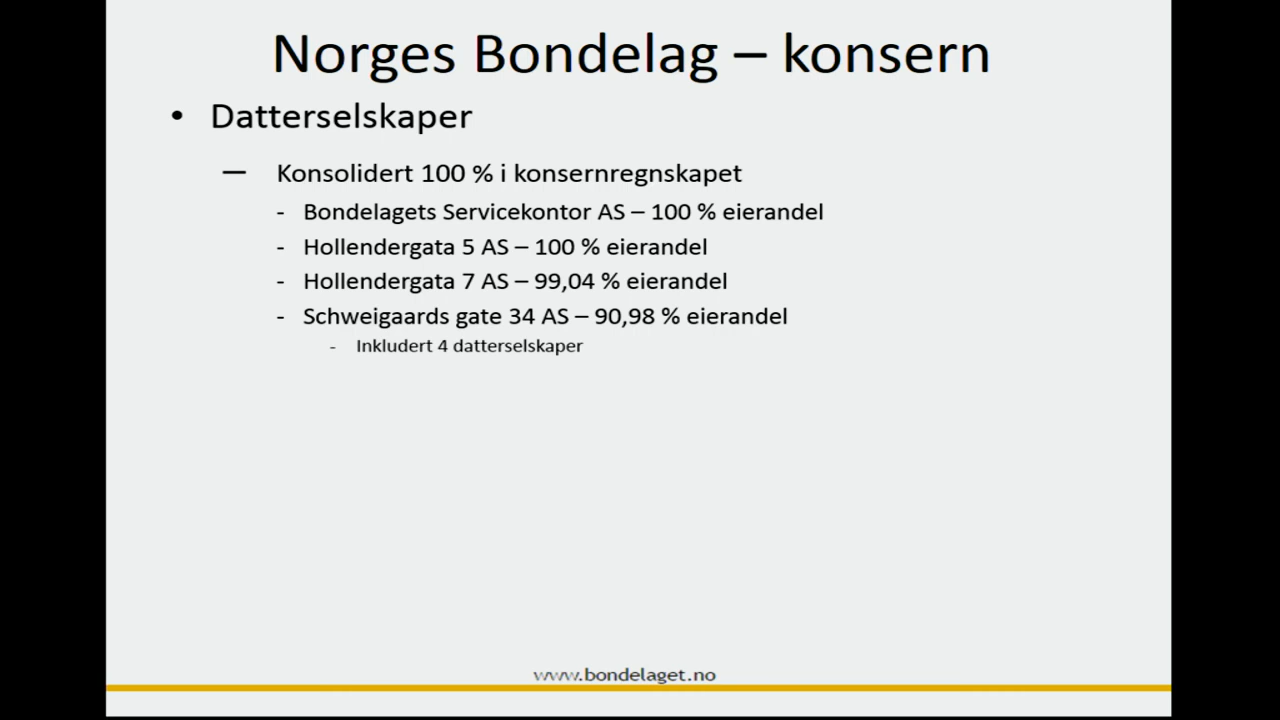 Norges Bondelag – konsern
• Datterselskaper
– Konsolidert 100 % i konsernregnskapet
- Bondelagets Servicekontor AS – 100 % eierandel
- Hollendergata 5 AS – 100 % eierandel
- Hollendergata 7 AS – 99,04 % eierandel
- Schweigaards gate 34 AS – 90,98 % eierandel
- Inkludert 4 datterselskaper
www.bondelaget.no